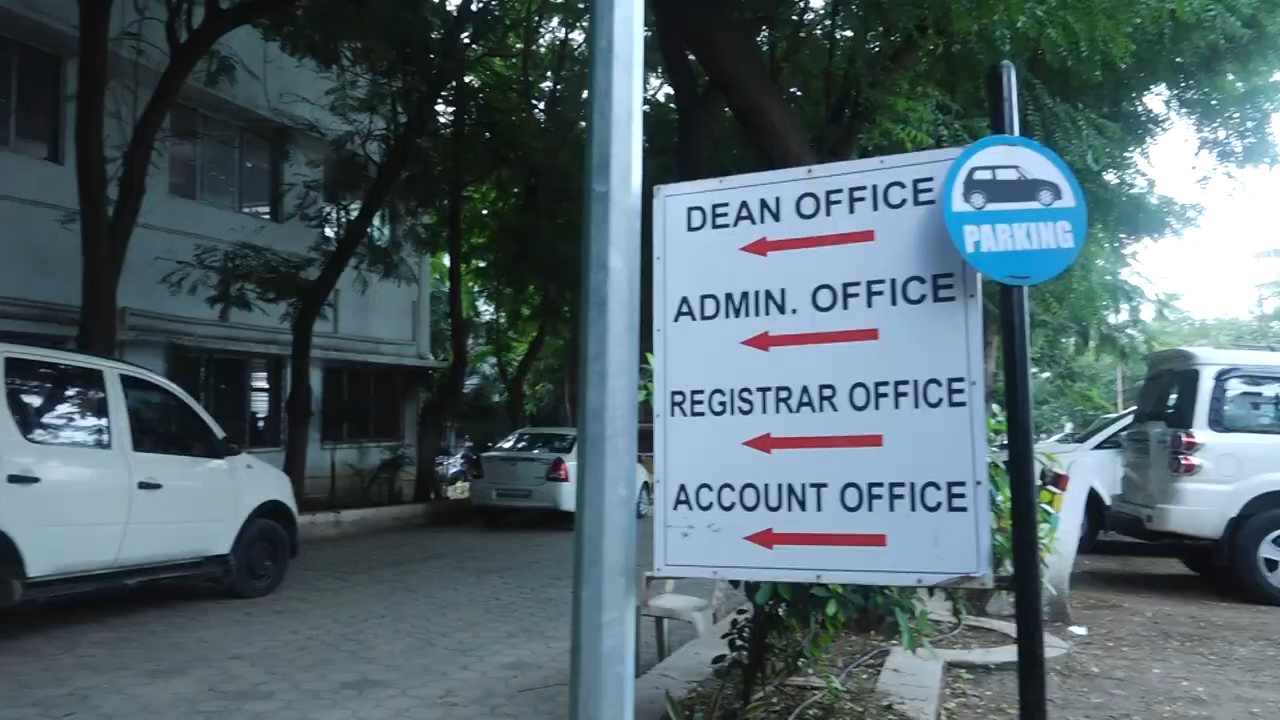 DEAN OFFICE
ADMIN. OFFICE
REGISTRAR OFFICE
ACCOUNT OFFICE
PARKING